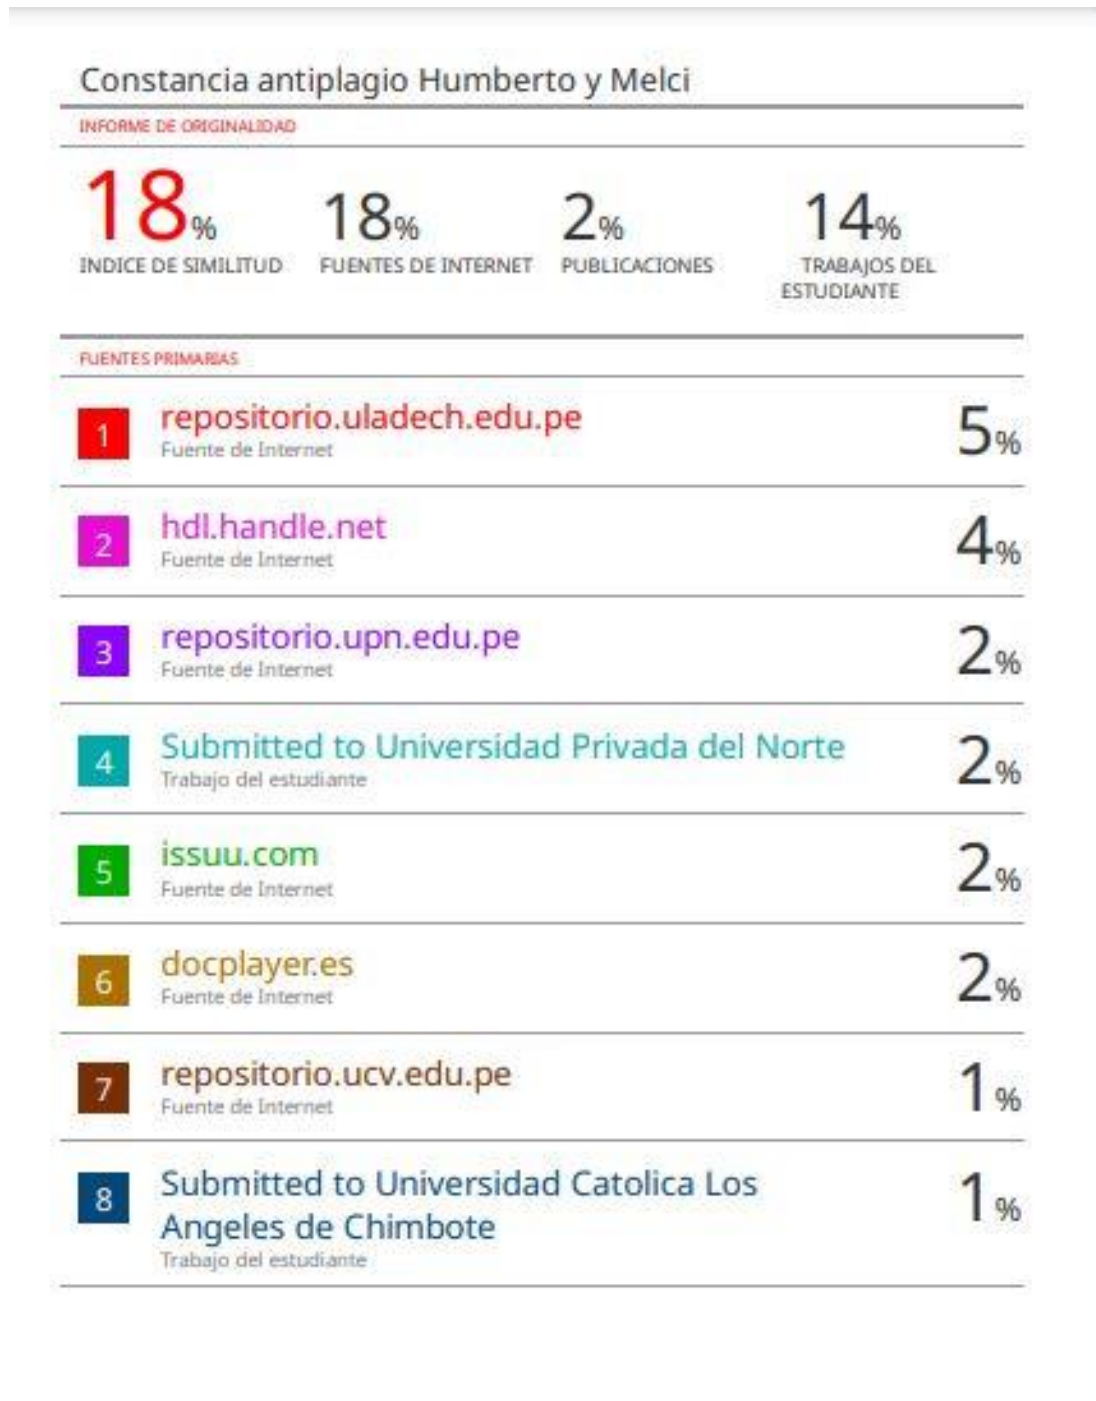 Constancia antiplagio Humberto y Melci
INFORME DE ORIGINALIDAD
18% 18% 2% 14%
INDICE DE SIMILITUD FUENTES DE INTERNET PUBLICACIONES TRABAJOS DEL
ESTUDIANTE
FUENTES PRIMARIAS
1 repositorio.uladech.edu.pe 5%
Fuente de Internet
2 hdl.handle.net 4%
Fuente de Internet
3 repositorio.upn.edu.pe 2%
Fuente de Internet
4 Submitted to Universidad Privada del Norte 2%
Trabajo del estudiante
5 issuu.com 2%
Fuente de Internet
6 docplayer.es 2%
Fuente de Internet
7 repositorio.ucv.edu.pe 1%
Fuente de Internet
8 Submitted to Universidad Catolica Los 1%
Angeles de Chimbote
Trabajo del estudiante